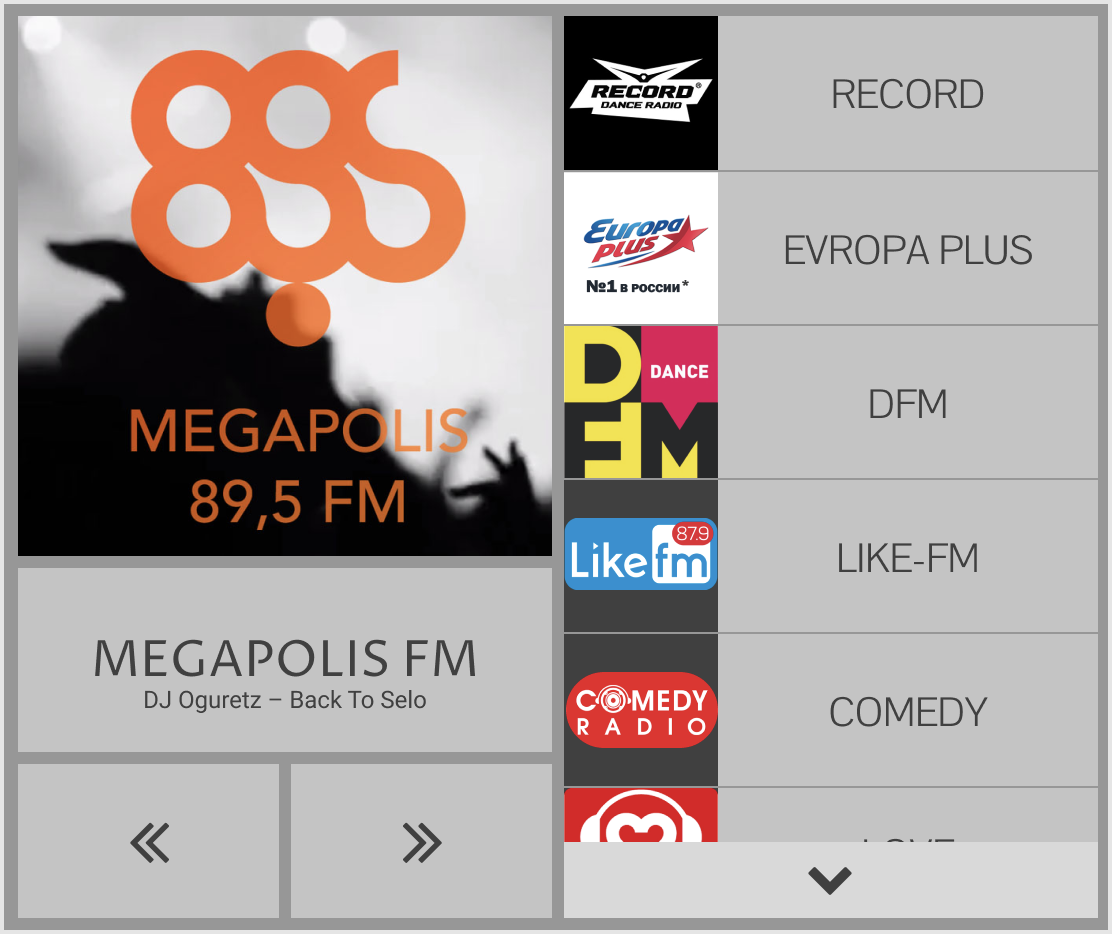 895
MEGAPOLIS
89,5 FM
MEGAPOLIS FM
DJ Oguretz – Back To Selo
RECORD®
DANCE RADIO
RECORD
Europa
PLUS
№1 В РОССИИ*
EVROPA PLUS
DFM
DANCE
DFM
87.9
Like fm
LIKE-FM
COMEDY
RADIO
COMEDY
LOVE